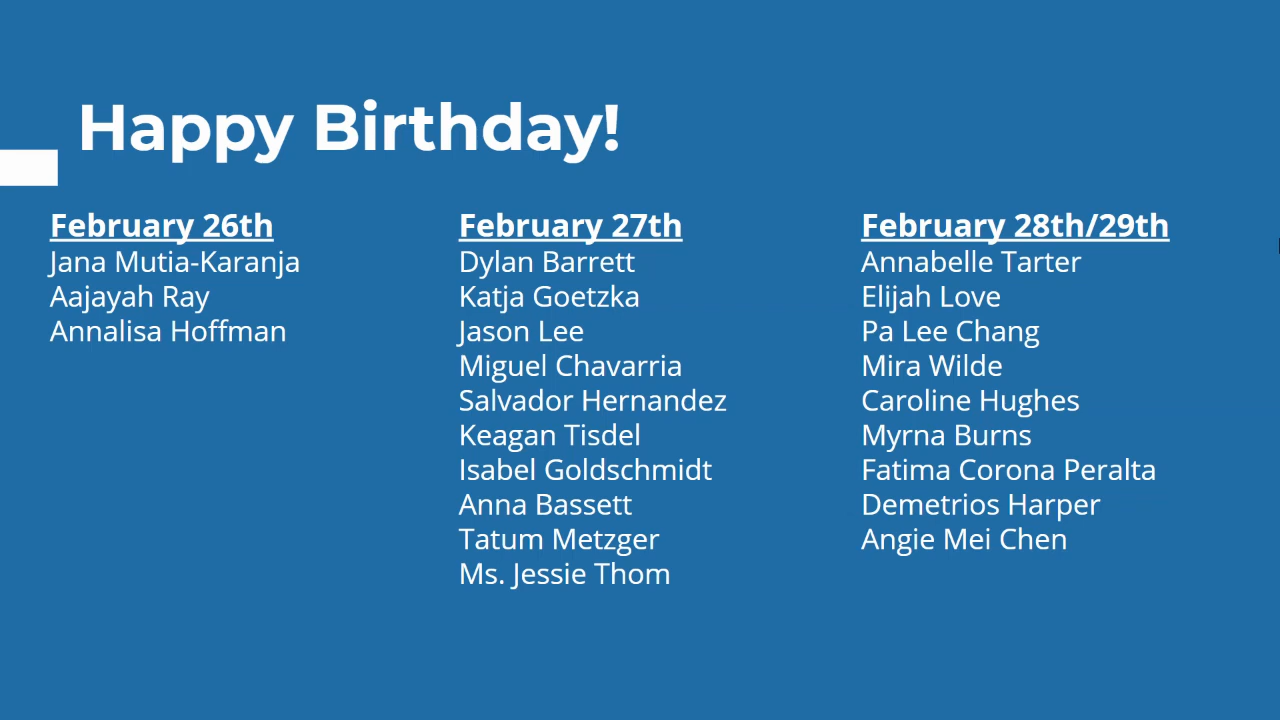 Happy Birthday!
February 26th
Jana Mutia-Karanja
Aajayah Ray
Annalisa Hoffman
February 27th
Dylan Barrett
Katja Goetzka
Jason Lee
Miguel Chavarria
Salvador Hernandez
Keagan Tisdel
Isabel Goldschmidt
Anna Bassett
Tatum Metzger
Ms. Jessie Thom
February 28th/29th
Annabelle Tarter
Elijah Love
Pa Lee Chang
Mira Wilde
Caroline Hughes
Myrna Burns
Fatima Corona Peralta
Demetrios Harper
Angie Mei Chen